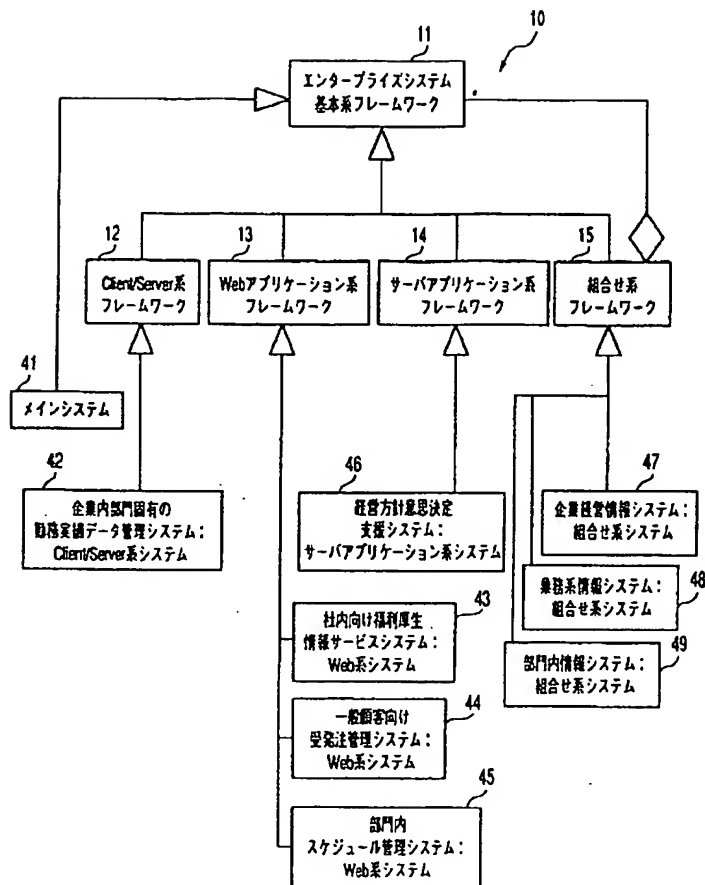 10
11
エンタープライズシステム
基本系フレームワーク
12
Client/Server系
フレームワーク
13
Webアプリケーション系
フレームワーク
14
サーバアプリケーション系
フレームワーク
15
組合せ系
フレームワーク
41
メインシステム
42
企業内部門固有の
勤務実績データ管理システム：
Client/Server系システム
46
経営方針意思決定
支援システム：
サーバアプリケーション系システム
47
企業経営情報システム：
組合せ系システム
業務系情報システム：
組合せ系システム
48
部門内情報システム：
組合せ系システム
49
社内向け福利厚生
情報サービスシステム：
Web系システム
43
一般顧客向け
受発注管理システム：
Web系システム
44
45
部門内
スケジュール管理システム：
Web系システム